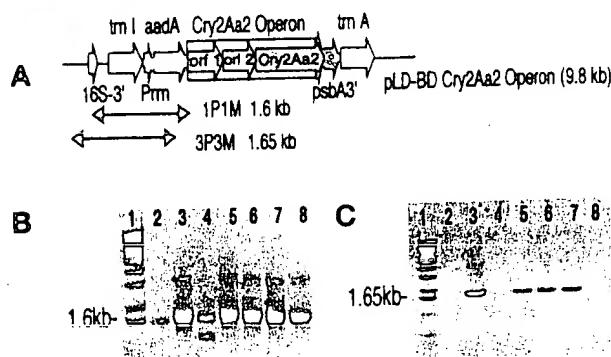 trn I aadA Cry2Aa2 Operon trn A
A
orf 1 orf 2 Cry2Aa2
16S-3' Prrn psbA3' pLD-BD Cry2Aa2 Operon (9.8 kb)
1P1M 1.6 kb
3P3M 1.65 kb
B 1 2 3 4 5 6 7 8
1.6kb-
C 1 2 3 4 5 6 7 8
1.65kb-